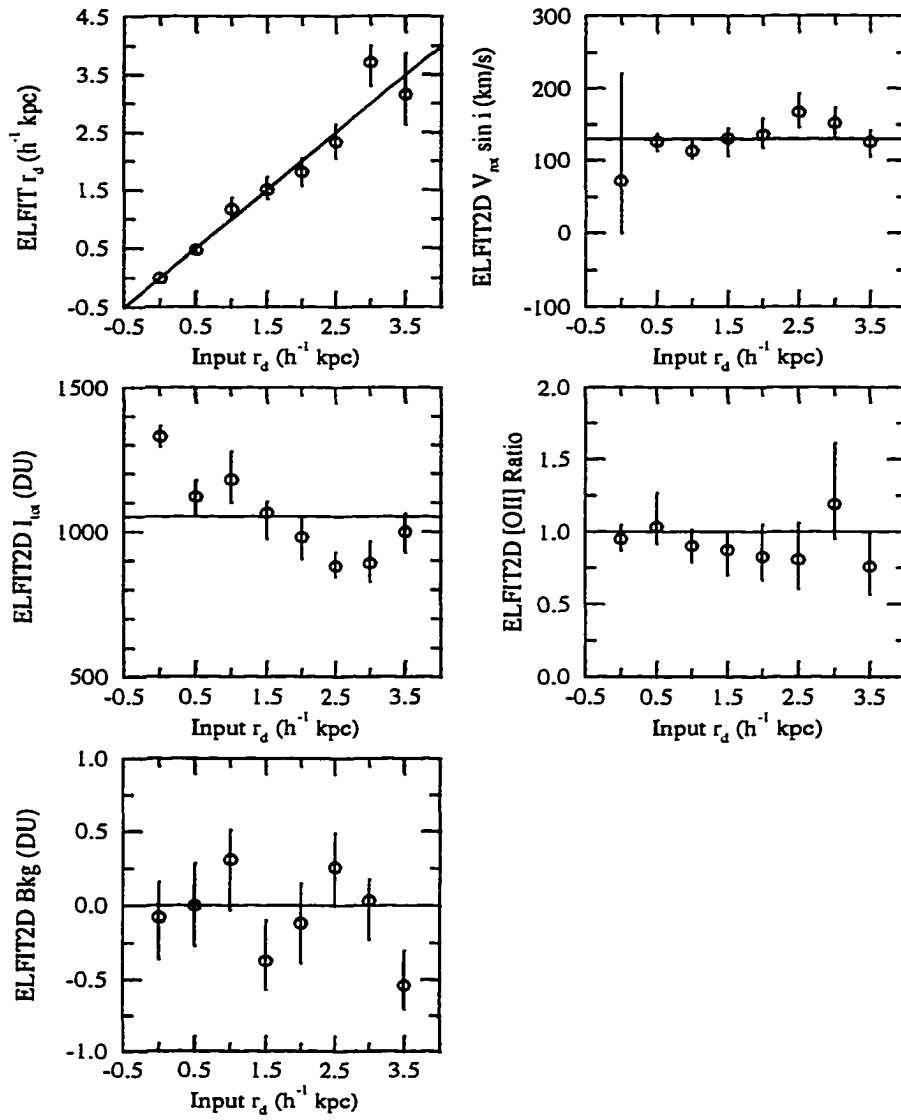 ELFIT r_d (h^-1 kpc)
4.5
3.5
2.5
1.5
0.5
-0.5
-0.5 0.5 1.5 2.5 3.5
Input r_d (h^-1 kpc)
ELFIT2D V_rot sin i (km/s)
300
200
100
0
-100
-0.5 0.5 1.5 2.5 3.5
Input r_d (h^-1 kpc)
ELFIT2D I_tot (DU)
1500
1000
500
-0.5 0.5 1.5 2.5 3.5
Input r_d (h^-1 kpc)
ELFIT2D [OII] Ratio
2.0
1.5
1.0
0.5
0.0
-0.5 0.5 1.5 2.5 3.5
Input r_d (h^-1 kpc)
ELFIT2D Bkg (DU)
1.0
0.5
0.0
-0.5
-1.0
-0.5 0.5 1.5 2.5 3.5
Input r_d (h^-1 kpc)